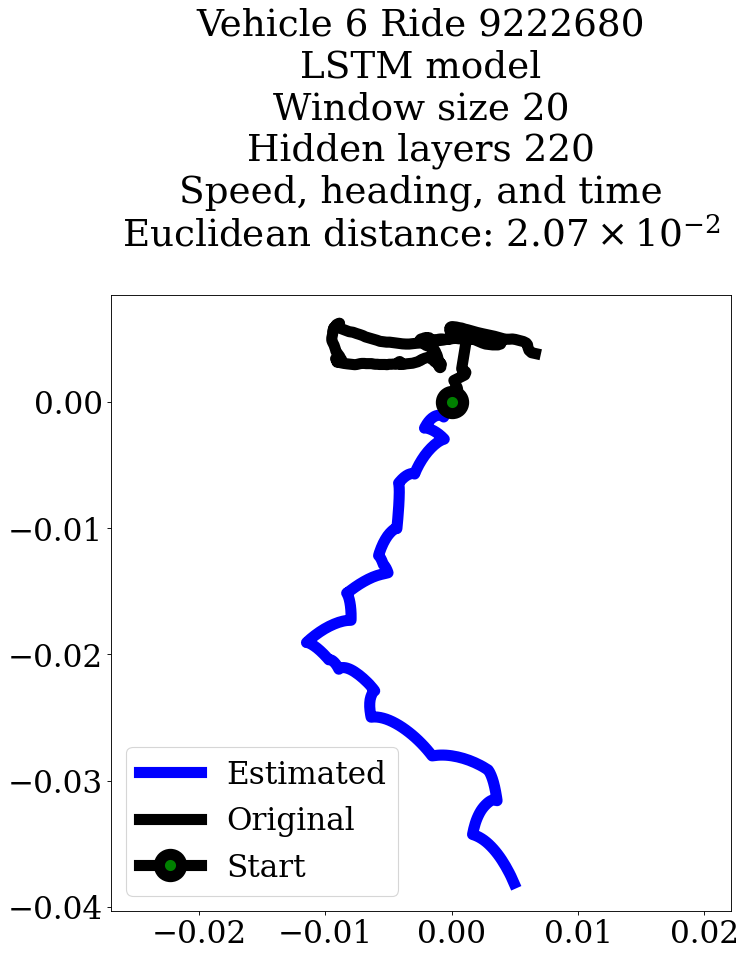 Vehicle 6 Ride 9222680
LSTM model
Window size 20
Hidden layers 220
Speed, heading, and time
Euclidean distance: 2.07 × 10⁻²
0.00
−0.01
−0.02
−0.03
−0.04
Estimated
Original
Start
−0.02 −0.01 0.00 0.01 0.02